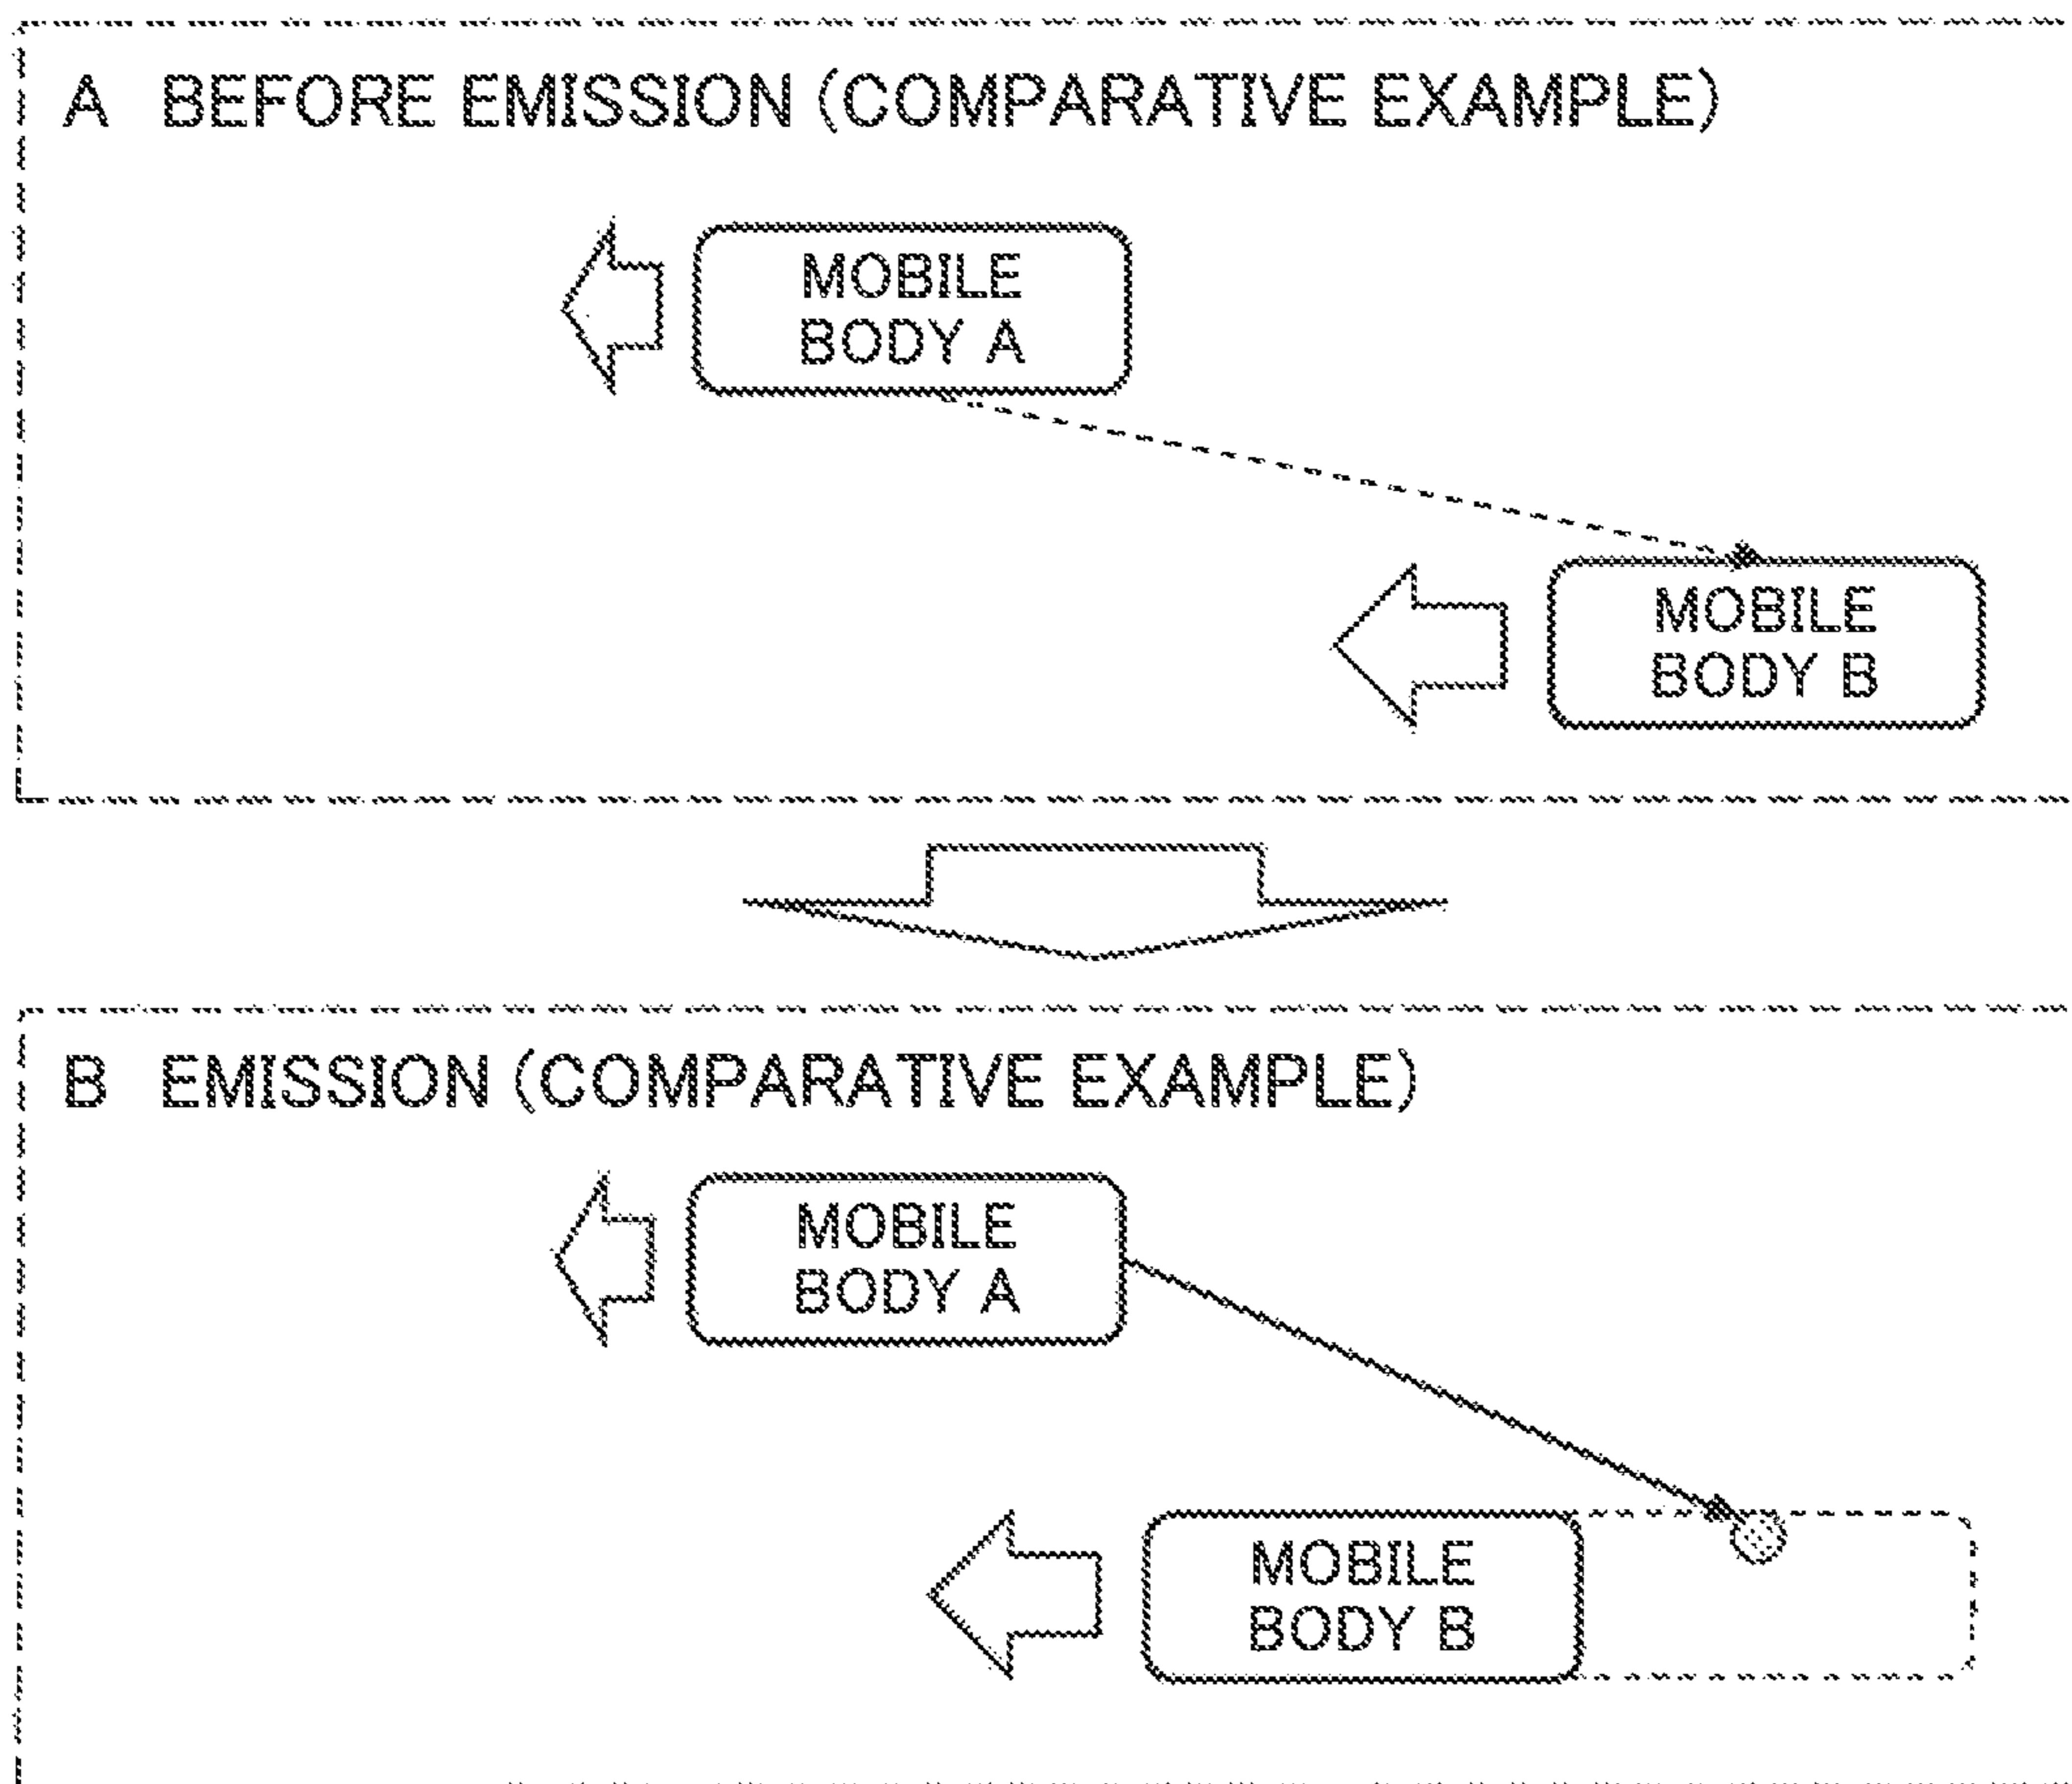 A BEFORE EMISSION (COMPARATIVE EXAMPLE)
MOBILE
BODY A
MOBILE
BODY B
B EMISSION (COMPARATIVE EXAMPLE)
MOBILE
BODY A
MOBILE
BODY B